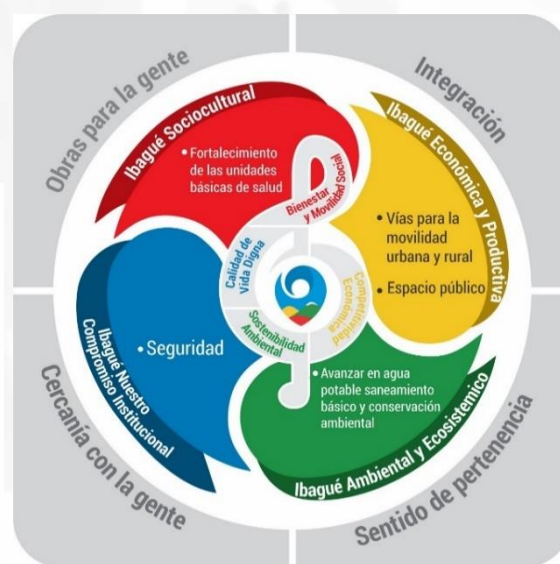 Obras para la gente
Integración
Ibagué Sociocultural
• Fortalecimiento
de las unidades
básicas de salud
Bienestar
y Movilidad Social
Ibagué Económica y Productiva
• Vías para la
movilidad
urbana y rural
• Espacio público
Calidad de
Vida Digna
Competitividad
Económica
Sostenibilidad
Ambiental
• Seguridad
Ibagué Nuestro
Compromiso Institucional
• Avanzar en agua
potable saneamiento
básico y conservación
ambiental
Ibagué Ambiental y Ecosistemico
Cercanía con la gente
Sentido de pertenencia